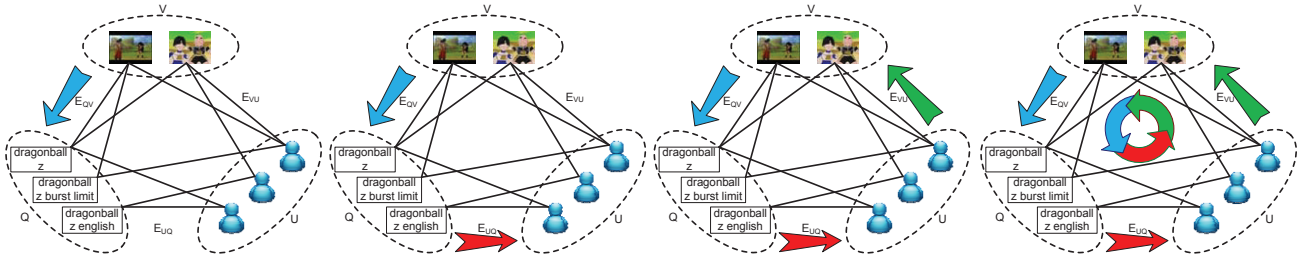 V
E_QV
E_VU
dragonball
z
dragonball
z burst limit
dragonball
z english
Q
E_UQ
U
V
E_QV
E_VU
dragonball
z
dragonball
z burst limit
dragonball
z english
Q
E_UQ
U
V
E_QV
E_VU
dragonball
z
dragonball
z burst limit
dragonball
z english
Q
E_UQ
U
V
E_QV
E_VU
dragonball
z
dragonball
z burst limit
dragonball
z english
Q
E_UQ
U